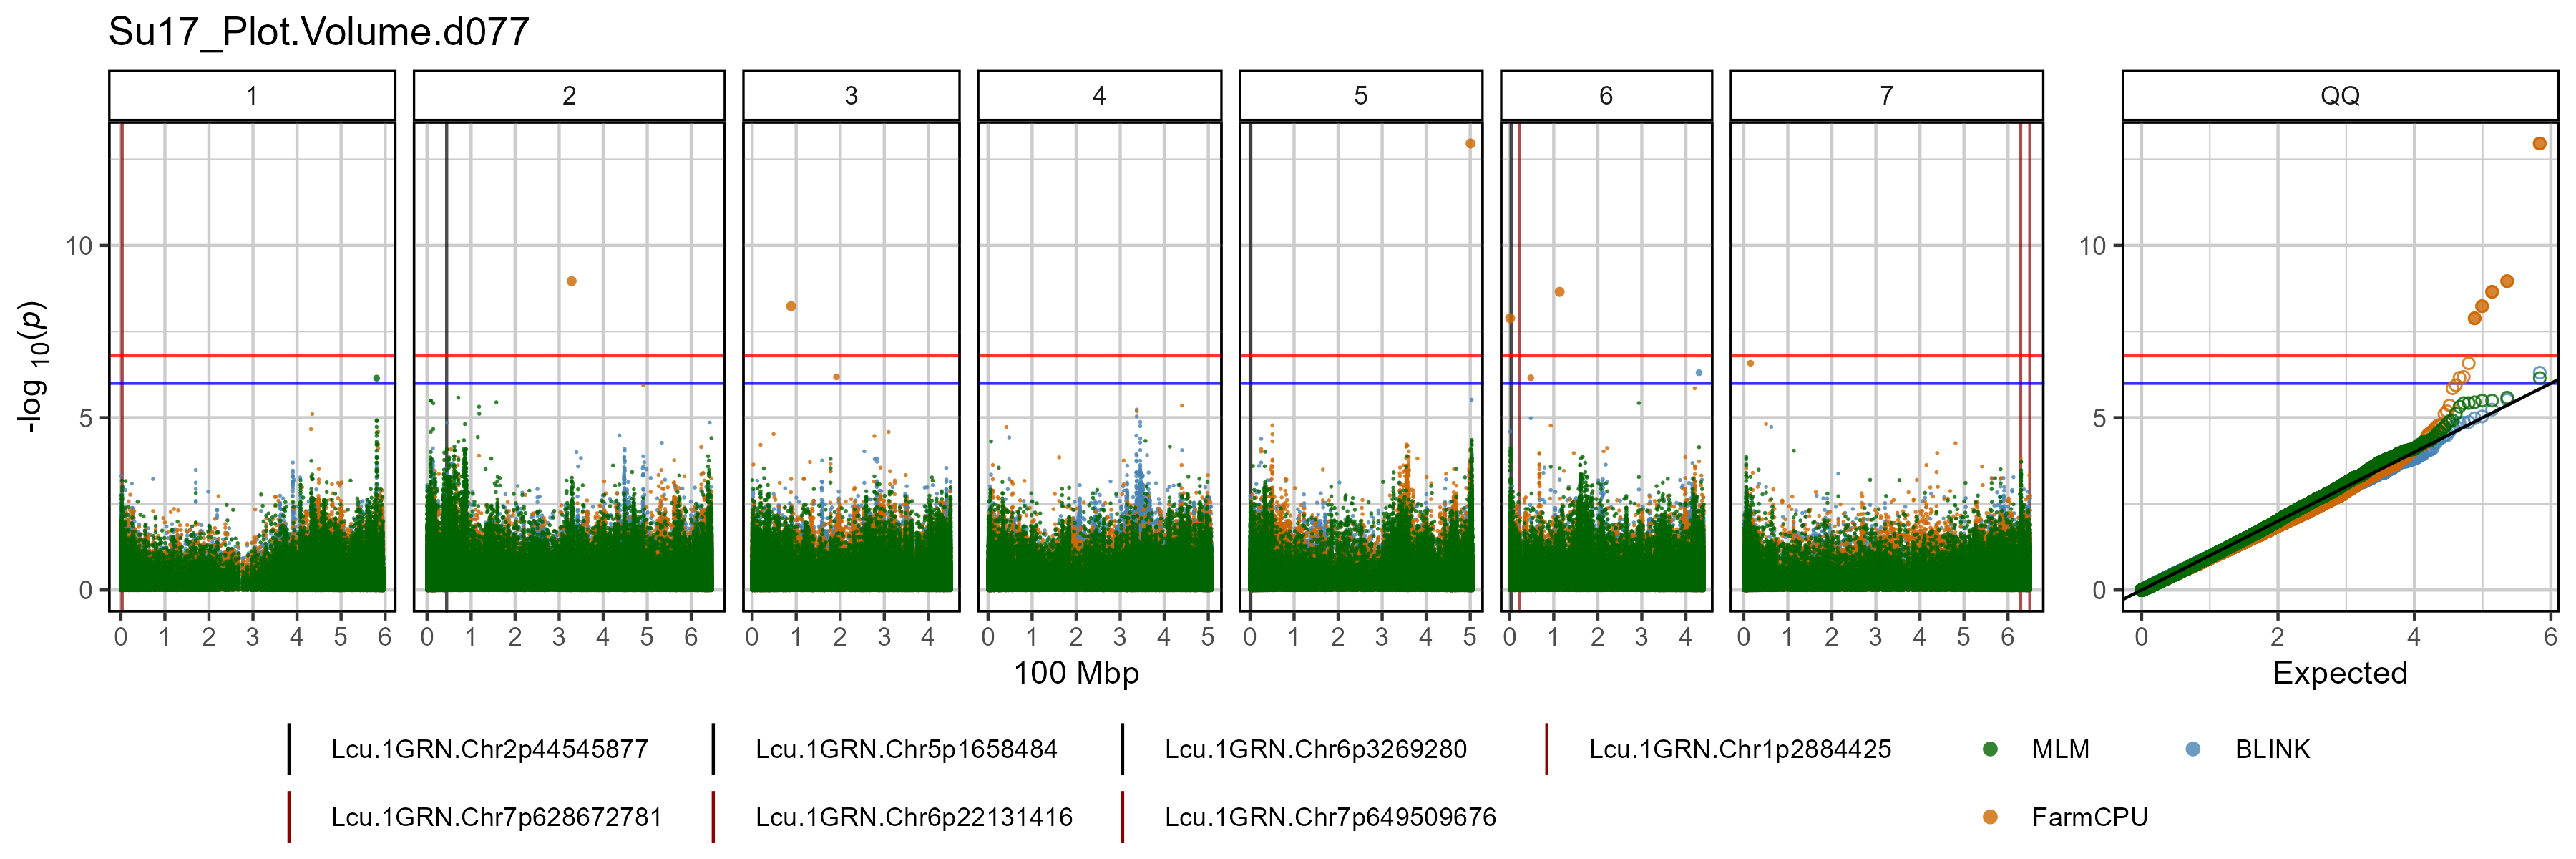 Su17_Plot.Volume.d077
1 2 3 4 5 6 7 QQ
10 10
5 5
0 0
-log 10(p)
0 1 2 3 4 5 6 0 1 2 3 4 5 6 0 1 2 3 4 0 1 2 3 4 5 0 1 2 3 4 5 0 1 2 3 4 0 1 2 3 4 5 6 0 2 4 6
100 Mbp Expected
Lcu.1GRN.Chr2p44545877 Lcu.1GRN.Chr5p1658484 Lcu.1GRN.Chr6p3269280 Lcu.1GRN.Chr1p2884425 MLM BLINK
Lcu.1GRN.Chr7p628672781 Lcu.1GRN.Chr6p22131416 Lcu.1GRN.Chr7p649509676 FarmCPU